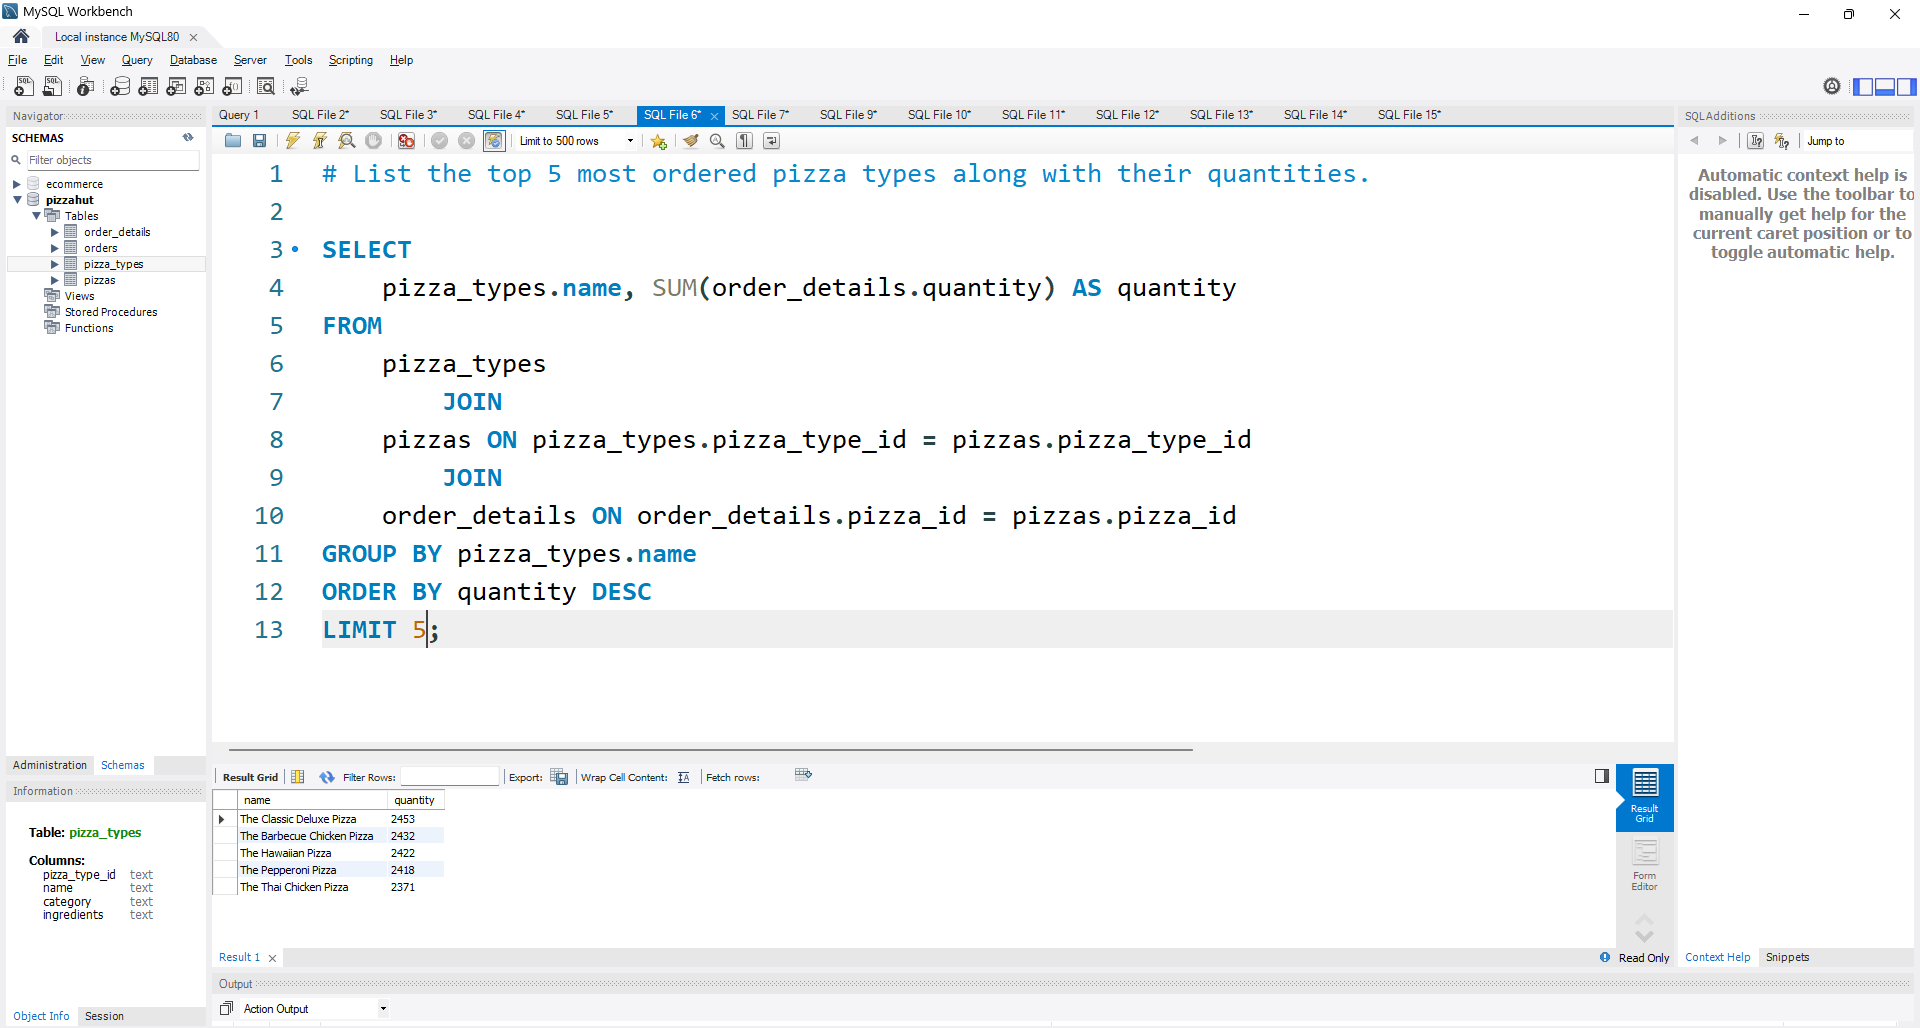 MySQL Workbench
Local instance MySQL80
File Edit View Query Database Server Tools Scripting Help
Navigator
SCHEMAS
Filter objects
ecommerce
pizzahut
Tables
order_details
orders
pizza_types
pizzas
Views
Stored Procedures
Functions
Administration Schemas
Information
Table: pizza_types
Columns:
pizza_type_id text
name text
category text
ingredients text
Object Info Session
Query 1 SQL File 2* SQL File 3* SQL File 4* SQL File 5* SQL File 6* SQL File 7* SQL File 9* SQL File 10* SQL File 11* SQL File 12* SQL File 13* SQL File 14* SQL File 15*
Limit to 500 rows
1 # List the top 5 most ordered pizza types along with their quantities.
2
3 SELECT
4 pizza_types.name, SUM(order_details.quantity) AS quantity
5 FROM
6 pizza_types
7 JOIN
8 pizzas ON pizza_types.pizza_type_id = pizzas.pizza_type_id
9 JOIN
10 order_details ON order_details.pizza_id = pizzas.pizza_id
11 GROUP BY pizza_types.name
12 ORDER BY quantity DESC
13 LIMIT 5;
Result Grid Filter Rows: Export: Wrap Cell Content: Fetch rows:
name quantity
The Classic Deluxe Pizza 2453
The Barbecue Chicken Pizza 2432
The Hawaiian Pizza 2422
The Pepperoni Pizza 2418
The Thai Chicken Pizza 2371
Result
Grid
Form
Editor
Result 1
Read Only
Output
Action Output
SQLAdditions
Jump to
Automatic context help is
disabled. Use the toolbar to
manually get help for the
current caret position or to
toggle automatic help.
Context Help Snippets